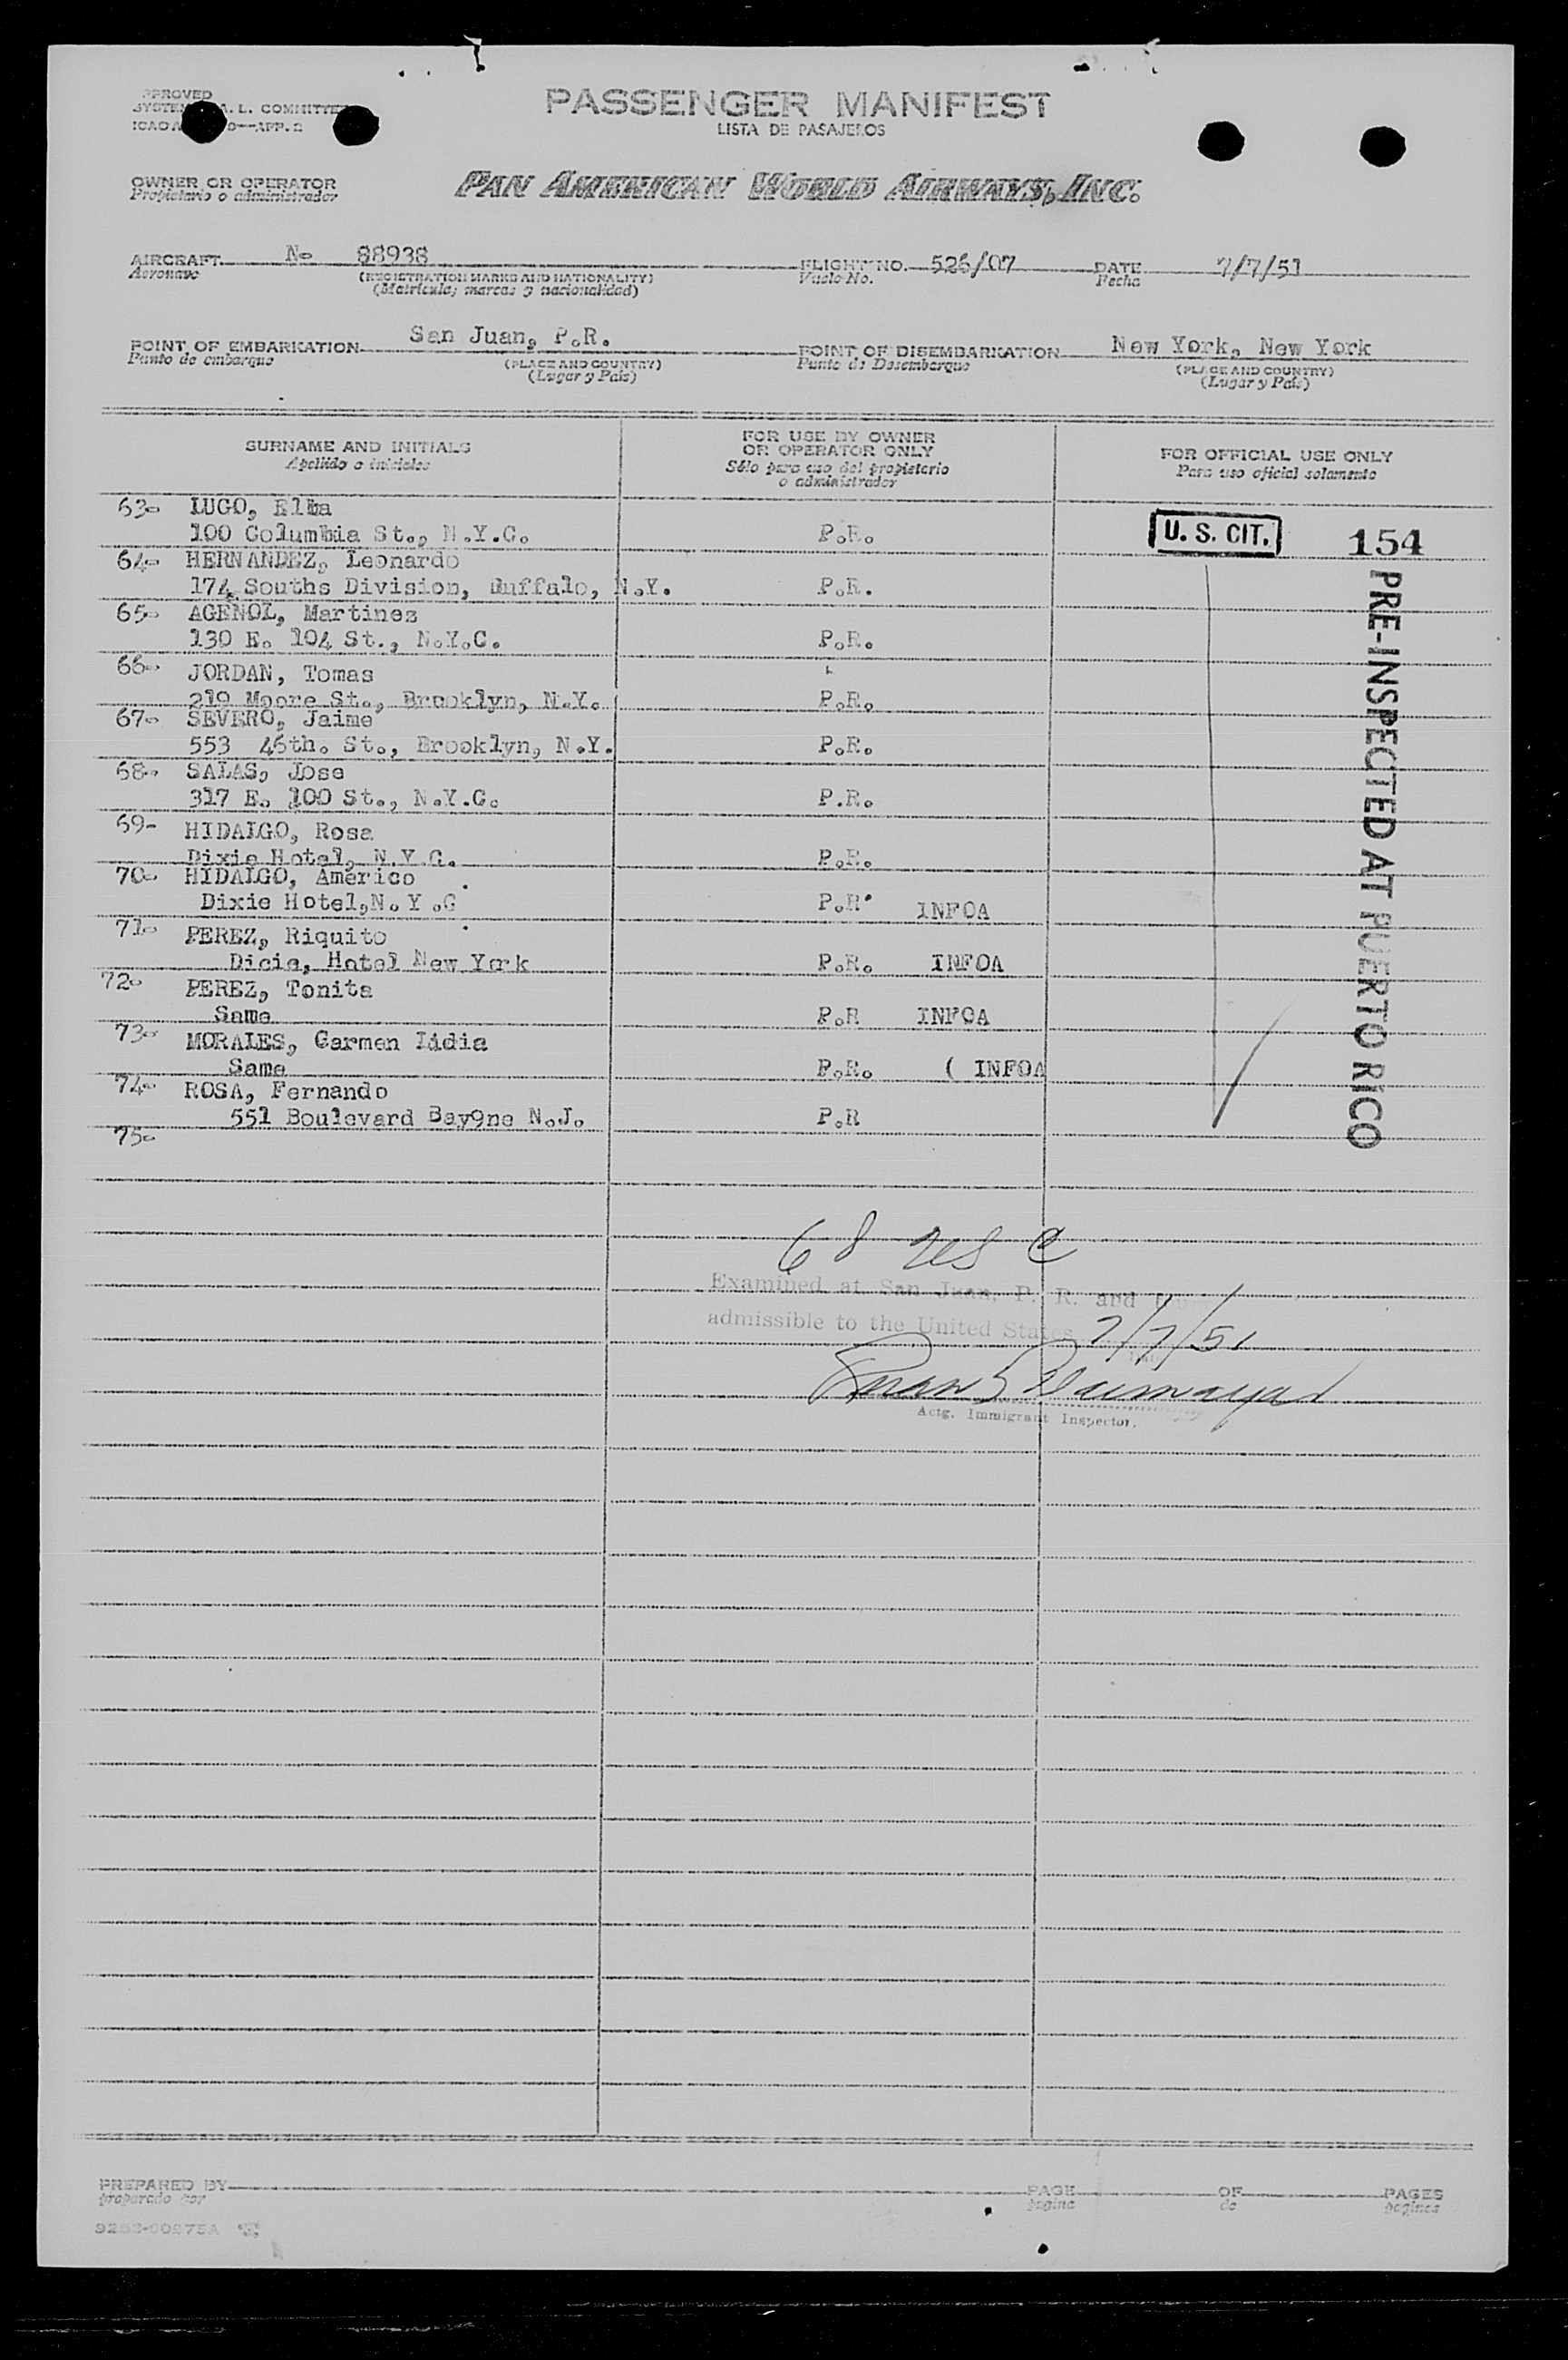 APPROVED
SYSTEM A. L. COMMITTEE
PASSENGER MANIFEST
LISTA DE PASAJEROS
OWNER OR OPERATOR
Propietario o administrador
PAN AMERICAN WORLD AIRWAYS, INC.
AIRCRAFT No 88938 FLIGHT NO. 526/07 DATE 7/7/51
Aeronave (REGISTRATION MARKS AND NATIONALITY) Vuelo No. Fecha
(Matricula; marcas y nacionalidad)
POINT OF EMBARKATION San Juan, P.R. POINT OF DISEMBARKATION New York, New York
Punto de embarque (PLACE AND COUNTRY) Punto de Desembarque (PLACE AND COUNTRY)
(Lugar y País) (Lugar y País)
SURNAME AND INITIALS FOR USE BY OWNER OR OPERATOR ONLY FOR OFFICIAL USE ONLY
Apellido e iniciales Sólo para uso del propietario o administrador Para uso oficial solamente
63- LUGO, Elba
100 Columbia St., N.Y.C. P.R. U. S. CIT. 154
64- HERNANDEZ, Leonardo
174 Souths Division, Buffalo, N.Y. P.R.
65- AGENOL, Martinez
130 E. 104 St., N.Y.C. P.R.
66- JORDAN, Tomas
219 Moore St., Brooklyn, N.Y. P.R.
67- SEVERO, Jaime
553 46th. St., Brooklyn, N.Y. P.R.
68- SALAS, Jose
317 E. 100 St., N.Y.C. P.R.
69- HIDALGO, Rosa
Dixie Hotel, N.Y.C. P.R.
70- HIDALGO, Americo
Dixie Hotel,N.Y.C P.R. INFOA
71- PEREZ, Riquito
Dicie, Hotel New York P.R. INFOA
72- PEREZ, Tonita
Same P.R INFOA
73- MORALES, Carmen Lidia
Same P.R. ( INFOA
74- ROSA, Fernando
551 Boulevard Bayone N.J. P.R
75-
PRE-INSPECTED AT PUERTO RICO
68 US C
Examined at San Juan, P. R. and
admissible to the United States 7/7/51
Actg. Immigrant Inspector.
PREPARED BY PAGE OF PAGES
preparado por pagina de paginas